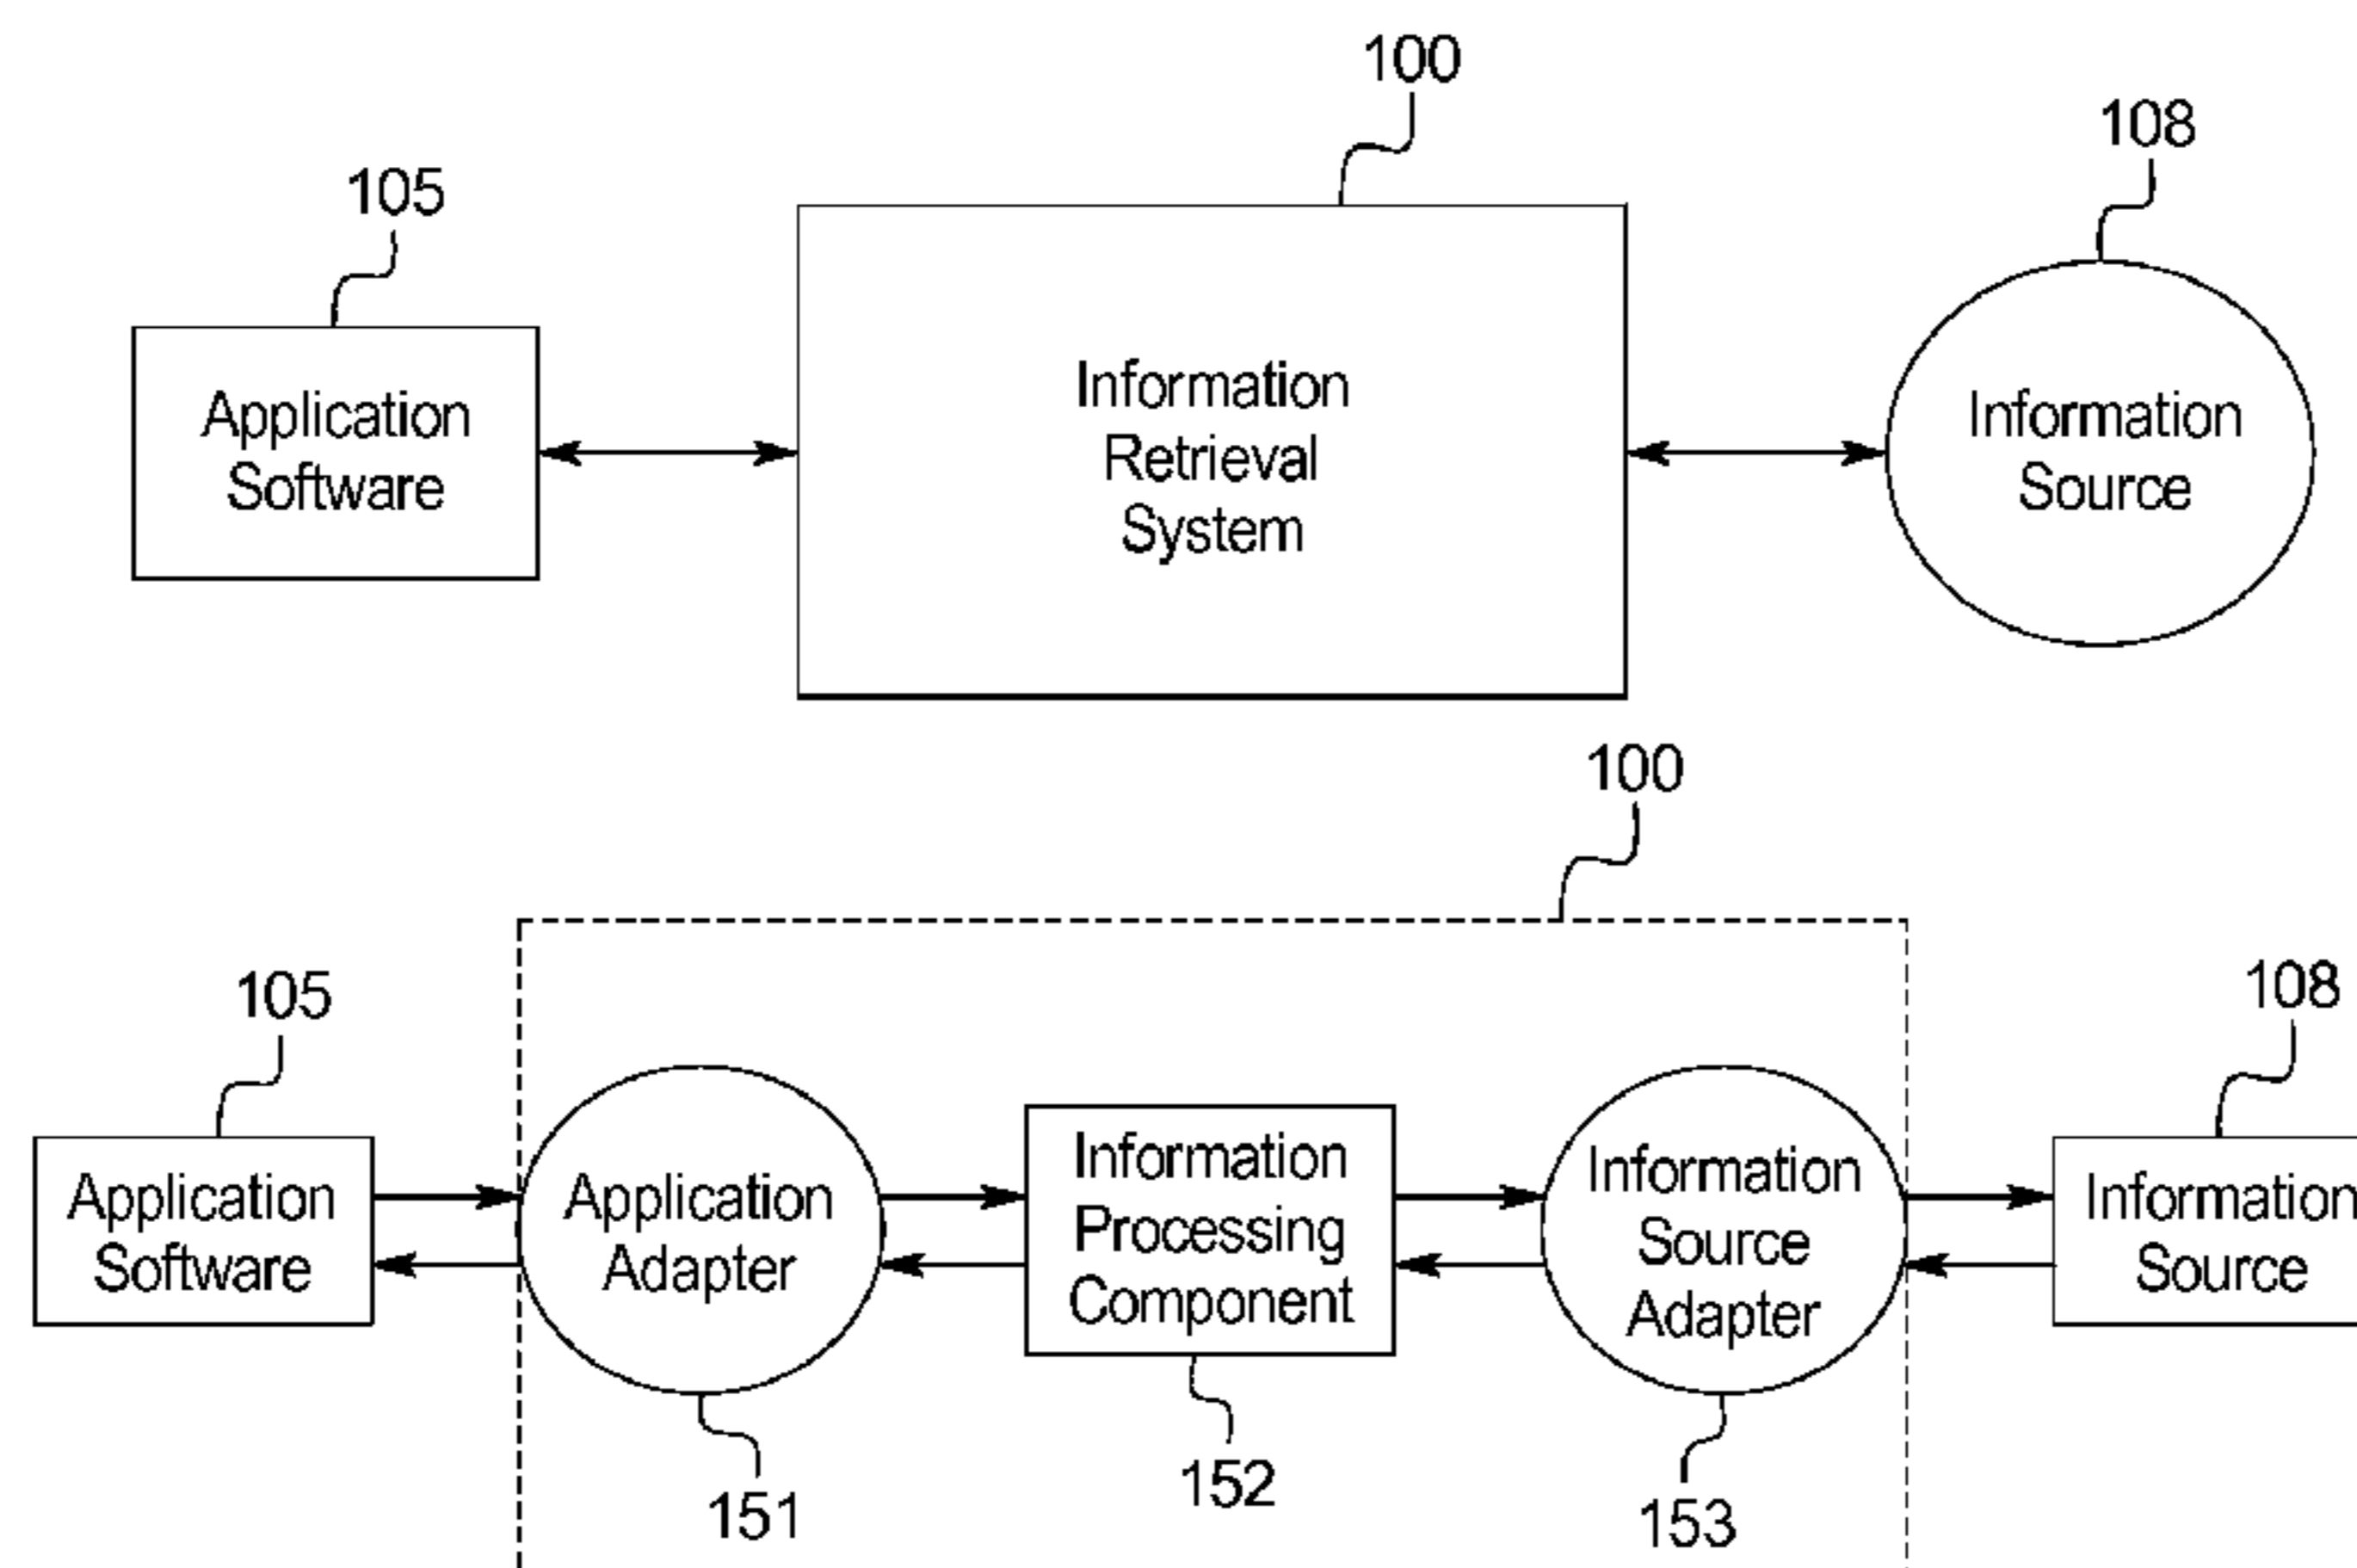 100
108
105
Application
Software
Information
Retrieval
System
Information
Source
100
105
108
Application
Software
Application
Adapter
Information
Processing
Component
Information
Source
Adapter
Information
Source
151
152
153